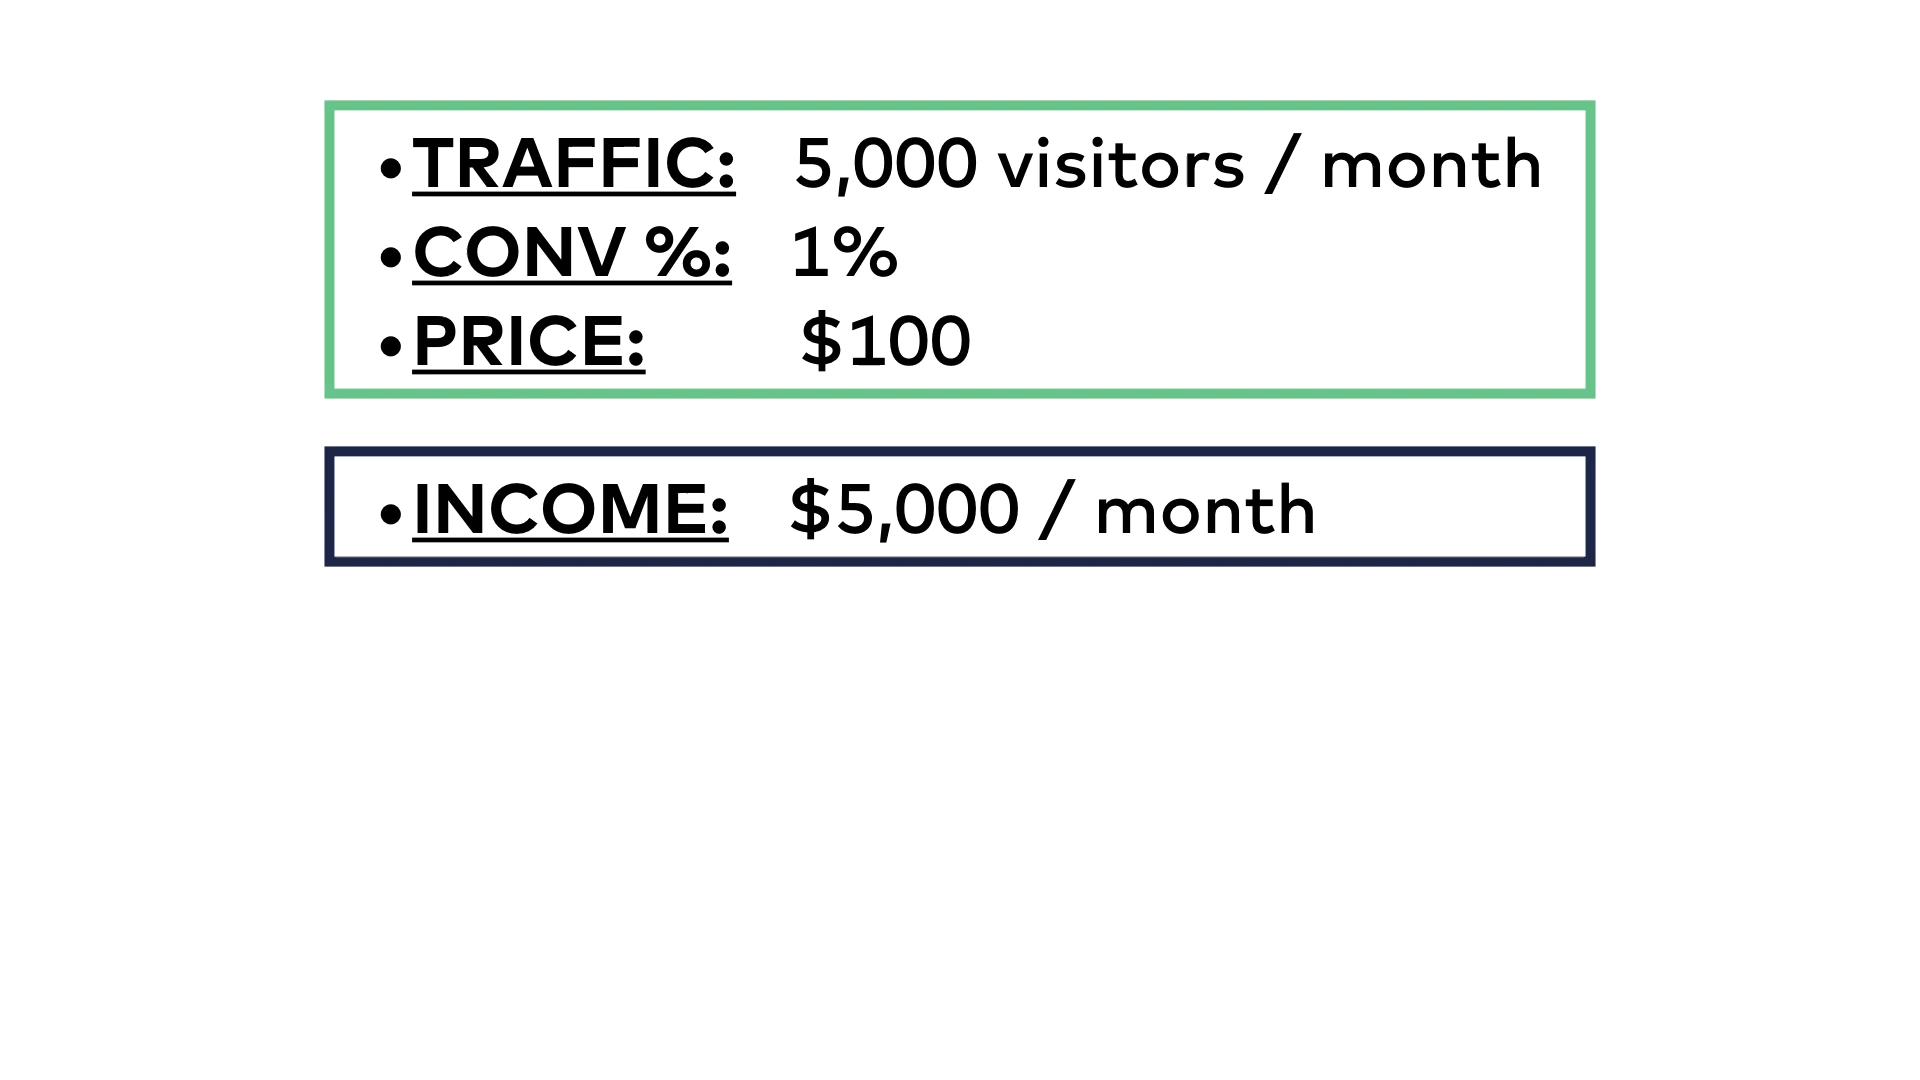 • TRAFFIC: 5,000 visitors / month
• CONV %: 1%
• PRICE: $100
• INCOME: $5,000 / month